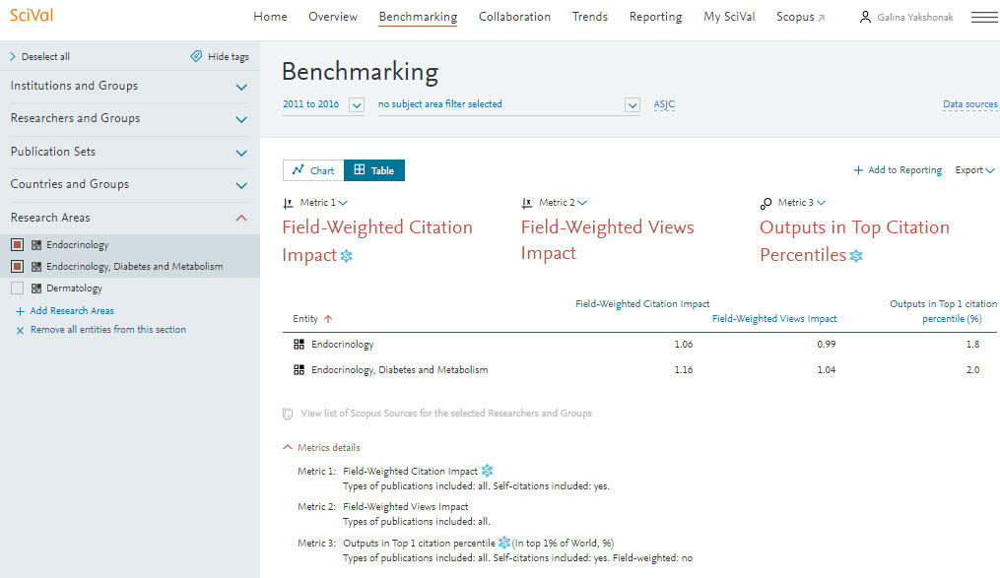 SciVal
Home Overview Benchmarking Collaboration Trends Reporting My SciVal Scopus Galina Yakshonak
Deselect all Hide tags
Institutions and Groups
Researchers and Groups
Publication Sets
Countries and Groups
Research Areas
Endocrinology
Endocrinology, Diabetes and Metabolism
Dermatology
Add Research Areas
Remove all entities from this section
Benchmarking
2011 to 2016 no subject area filter selected ASJC Data sources
Chart Table Add to Reporting Export
Metric 1 Metric 2 Metric 3
Field-Weighted Citation
Impact
Field-Weighted Views
Impact
Outputs in Top Citation
Percentiles
Entity Field-Weighted Citation Impact Field-Weighted Views Impact Outputs in Top 1 citation
percentile (%)
Endocrinology 1.06 0.99 1.8
Endocrinology, Diabetes and Metabolism 1.16 1.04 2.0
View list of Scopus Sources for the selected Researchers and Groups
Metrics details
Metric 1: Field-Weighted Citation Impact
Types of publications included: all. Self-citations included: yes.
Metric 2: Field-Weighted Views Impact
Types of publications included: all.
Metric 3: Outputs in Top 1 citation percentile (In top 1% of World, %)
Types of publications included: all. Self-citations included: yes. Field-weighted: no